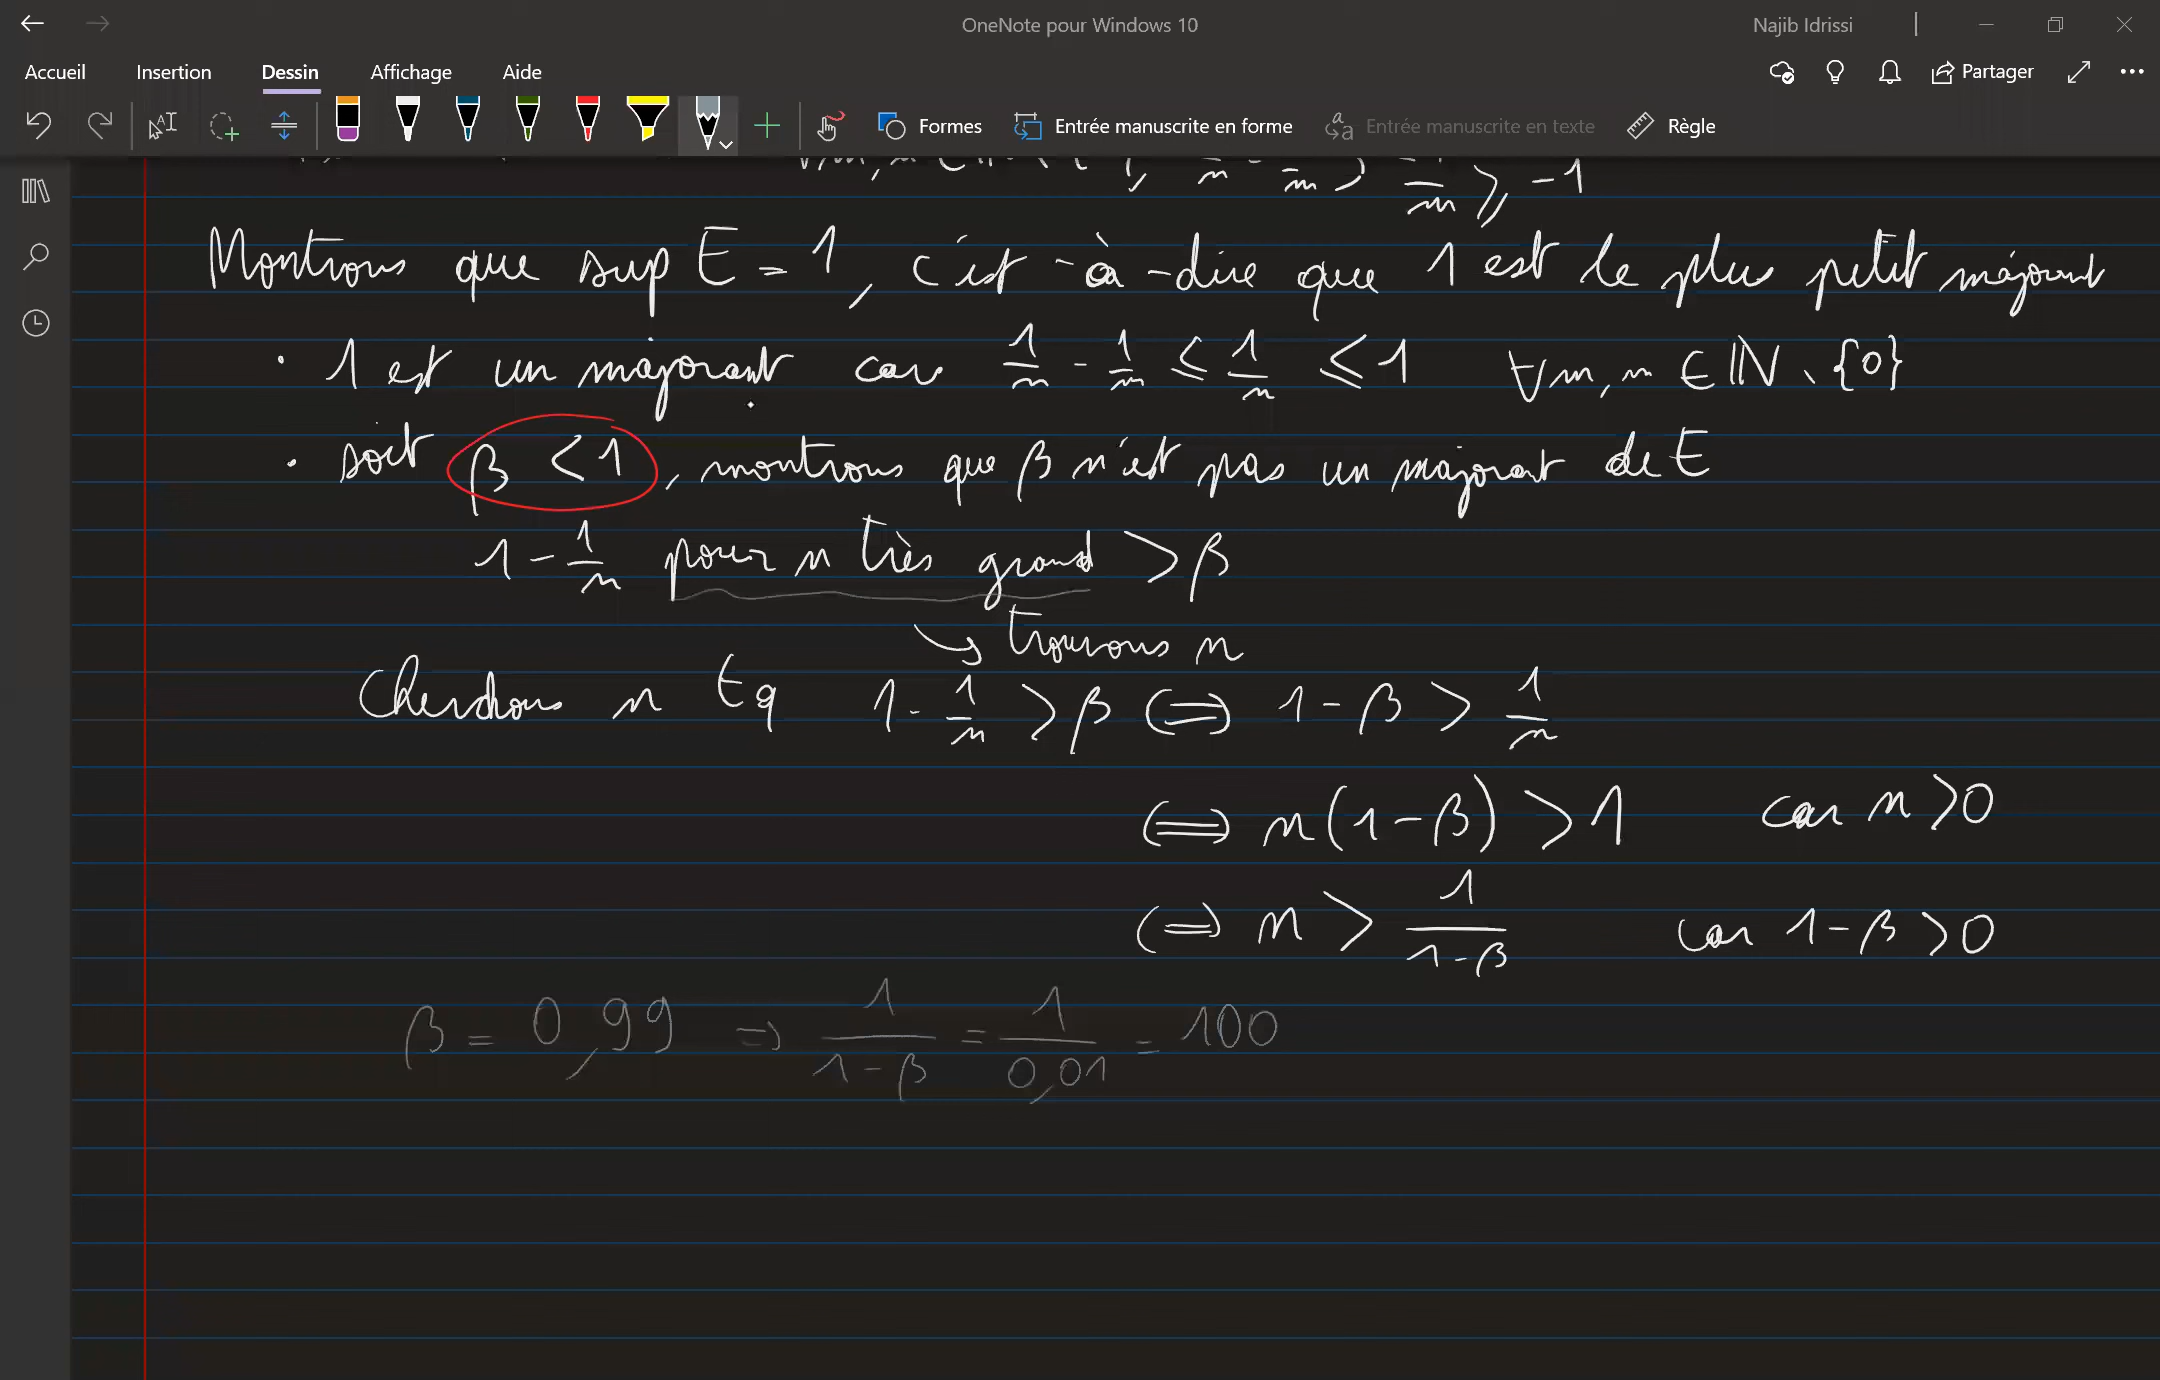 OneNote pour Windows 10
Najib Idrissi
Accueil Insertion Dessin Affichage Aide
Partager
Formes Entrée manuscrite en forme Entrée manuscrite en texte Règle
≥ -1
Montrons que sup E = 1, c'est-à-dire que 1 est le plus petit majorant
• 1 est un majorant car 1/n - 1/m ≤ 1/n ≤ 1 ∀m, n ∈ ℕ \ {0}
• soit β < 1, montrons que β n'est pas un majorant de E
1 - 1/n pour n très grand > β
↳ trouvons n
Cherchons n tq 1 - 1/n > β ⟺ 1 - β > 1/n
⟺ n(1-β) > 1 car n > 0
⟺ n > 1/(1-β) car 1-β > 0
β = 0,99 ⇒ 1/(1-β) = 1/0,01 = 100